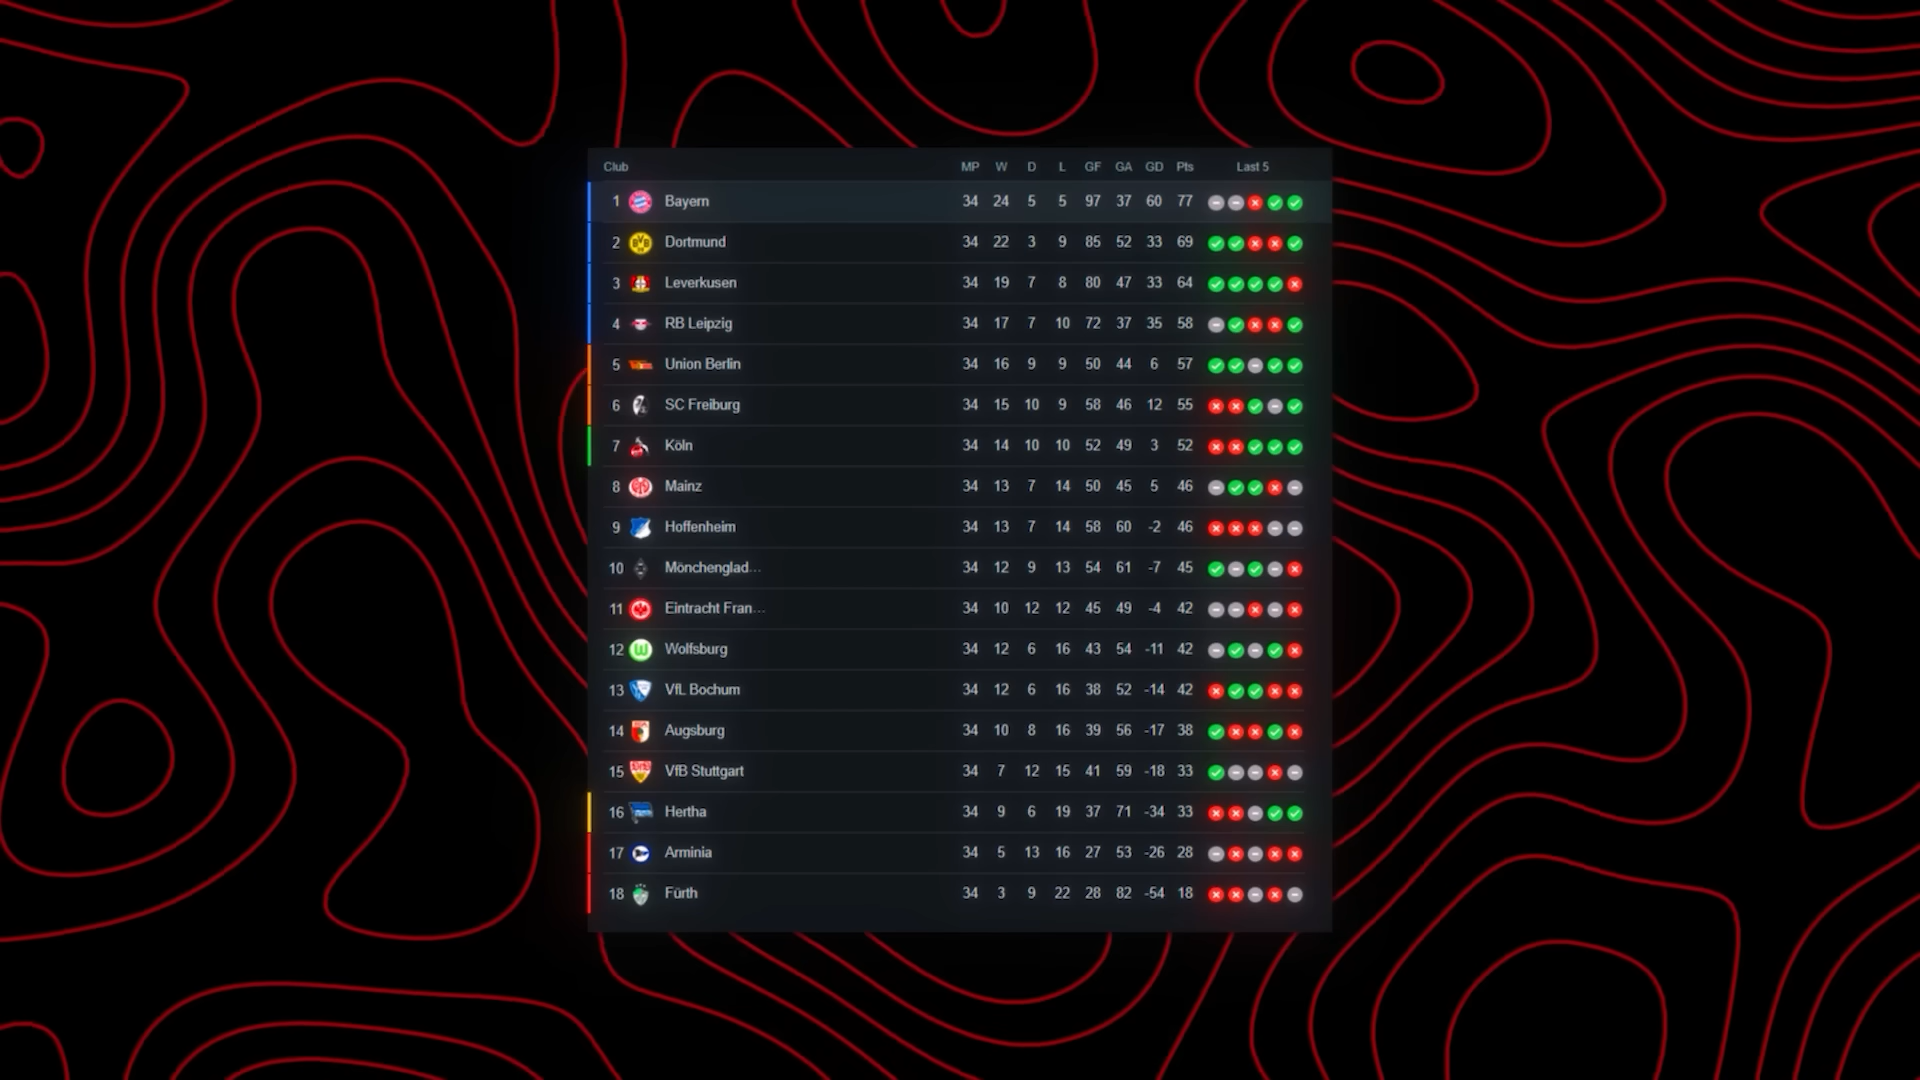 Club MP W D L GF GA GD Pts Last 5
1 Bayern 34 24 5 5 97 37 60 77
2 Dortmund 34 22 3 9 85 52 33 69
3 Leverkusen 34 19 7 8 80 47 33 64
4 RB Leipzig 34 17 7 10 72 37 35 58
5 Union Berlin 34 16 9 9 50 44 6 57
6 SC Freiburg 34 15 10 9 58 46 12 55
7 Köln 34 14 10 10 52 49 3 52
8 Mainz 34 13 7 14 50 45 5 46
9 Hoffenheim 34 13 7 14 58 60 -2 46
10 Mönchenglad... 34 12 9 13 54 61 -7 45
11 Eintracht Fran... 34 10 12 12 45 49 -4 42
12 Wolfsburg 34 12 6 16 43 54 -11 42
13 VfL Bochum 34 12 6 16 38 52 -14 42
14 Augsburg 34 10 8 16 39 56 -17 38
15 VfB Stuttgart 34 7 12 15 41 59 -18 33
16 Hertha 34 9 6 19 37 71 -34 33
17 Arminia 34 5 13 16 27 53 -26 28
18 Fürth 34 3 9 22 28 82 -54 18